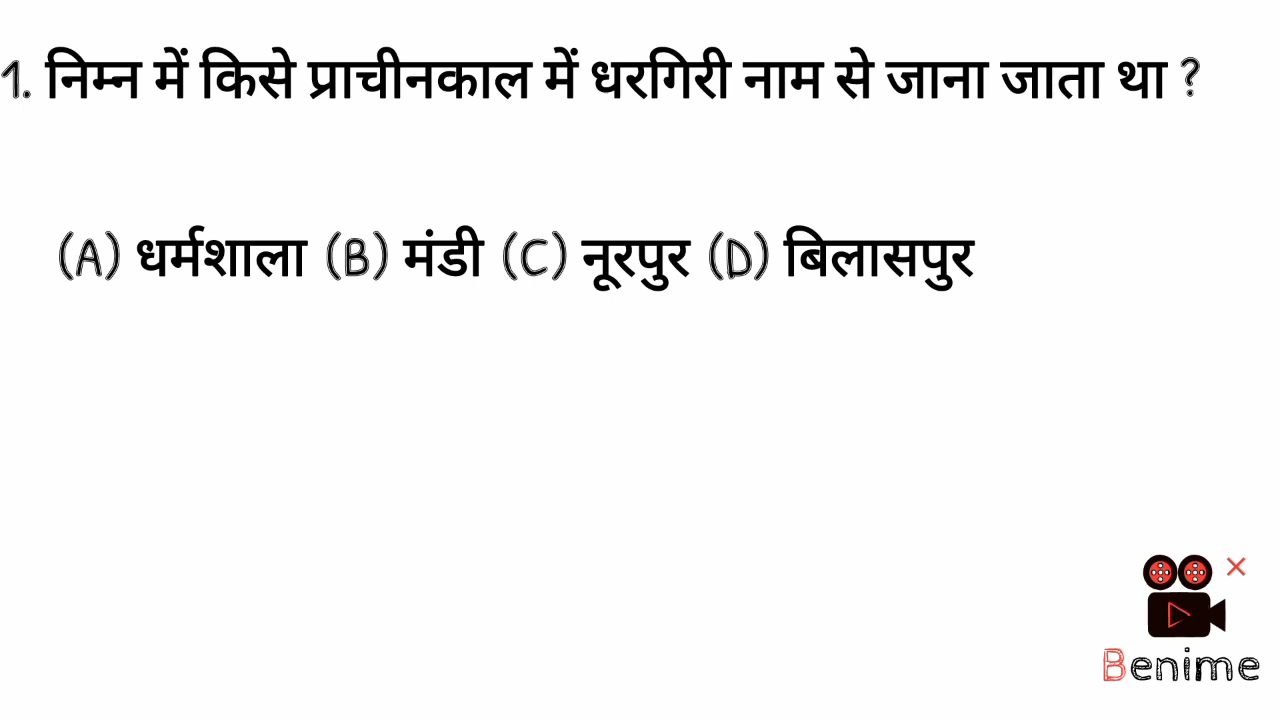 1. निम्न में किसे प्राचीनकाल में धरगिरी नाम से जाना जाता था ?
(A) धर्मशाला (B) मंडी (C) नूरपुर (D) बिलासपुर
Benime